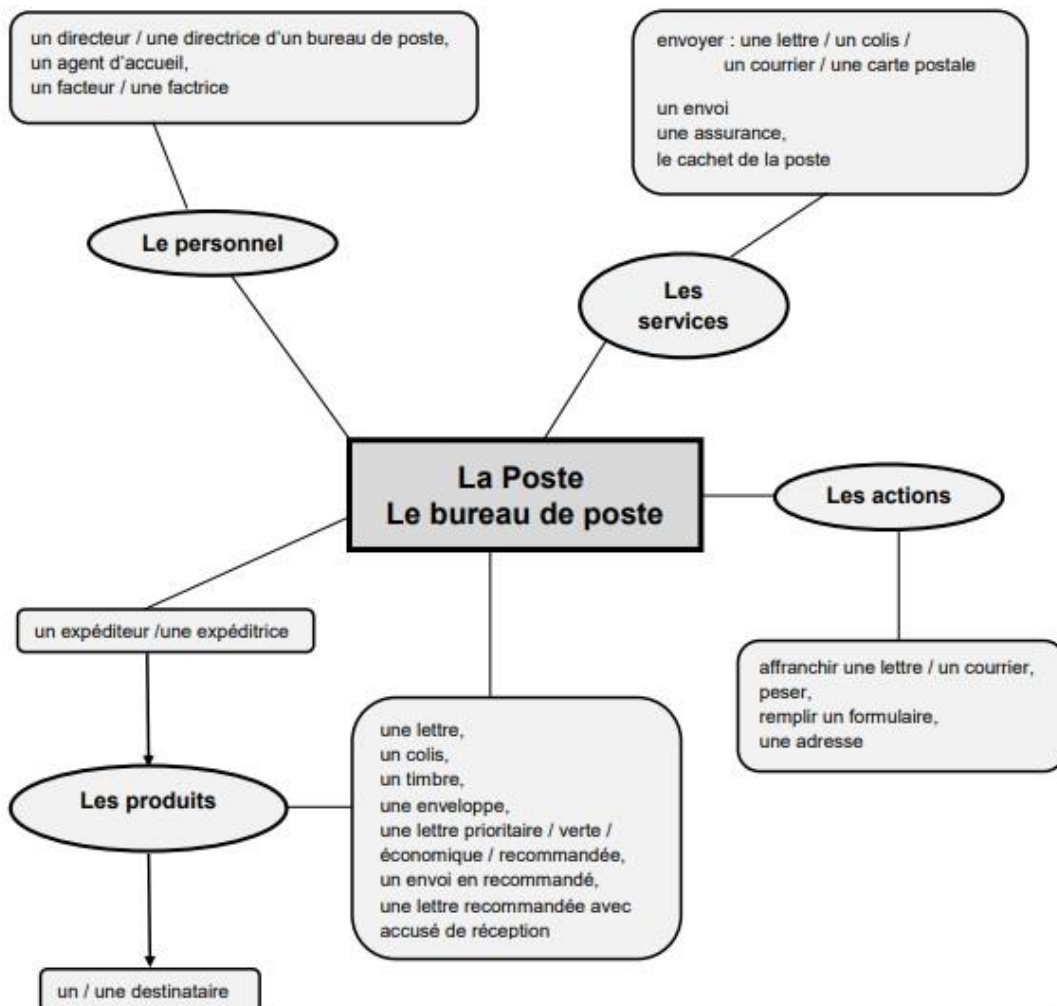 un directeur / une directrice d'un bureau de poste,
un agent d'accueil,
un facteur / une factrice
envoyer : une lettre / un colis /
un courrier / une carte postale
un envoi
une assurance,
le cachet de la poste
Le personnel
Les
services
La Poste
Le bureau de poste
Les actions
un expéditeur /une expéditrice
affranchir une lettre / un courrier,
peser,
remplir un formulaire,
une adresse
Les produits
une lettre,
un colis,
un timbre,
une enveloppe,
une lettre prioritaire / verte /
économique / recommandée,
un envoi en recommandé,
une lettre recommandée avec
accusé de réception
un / une destinataire